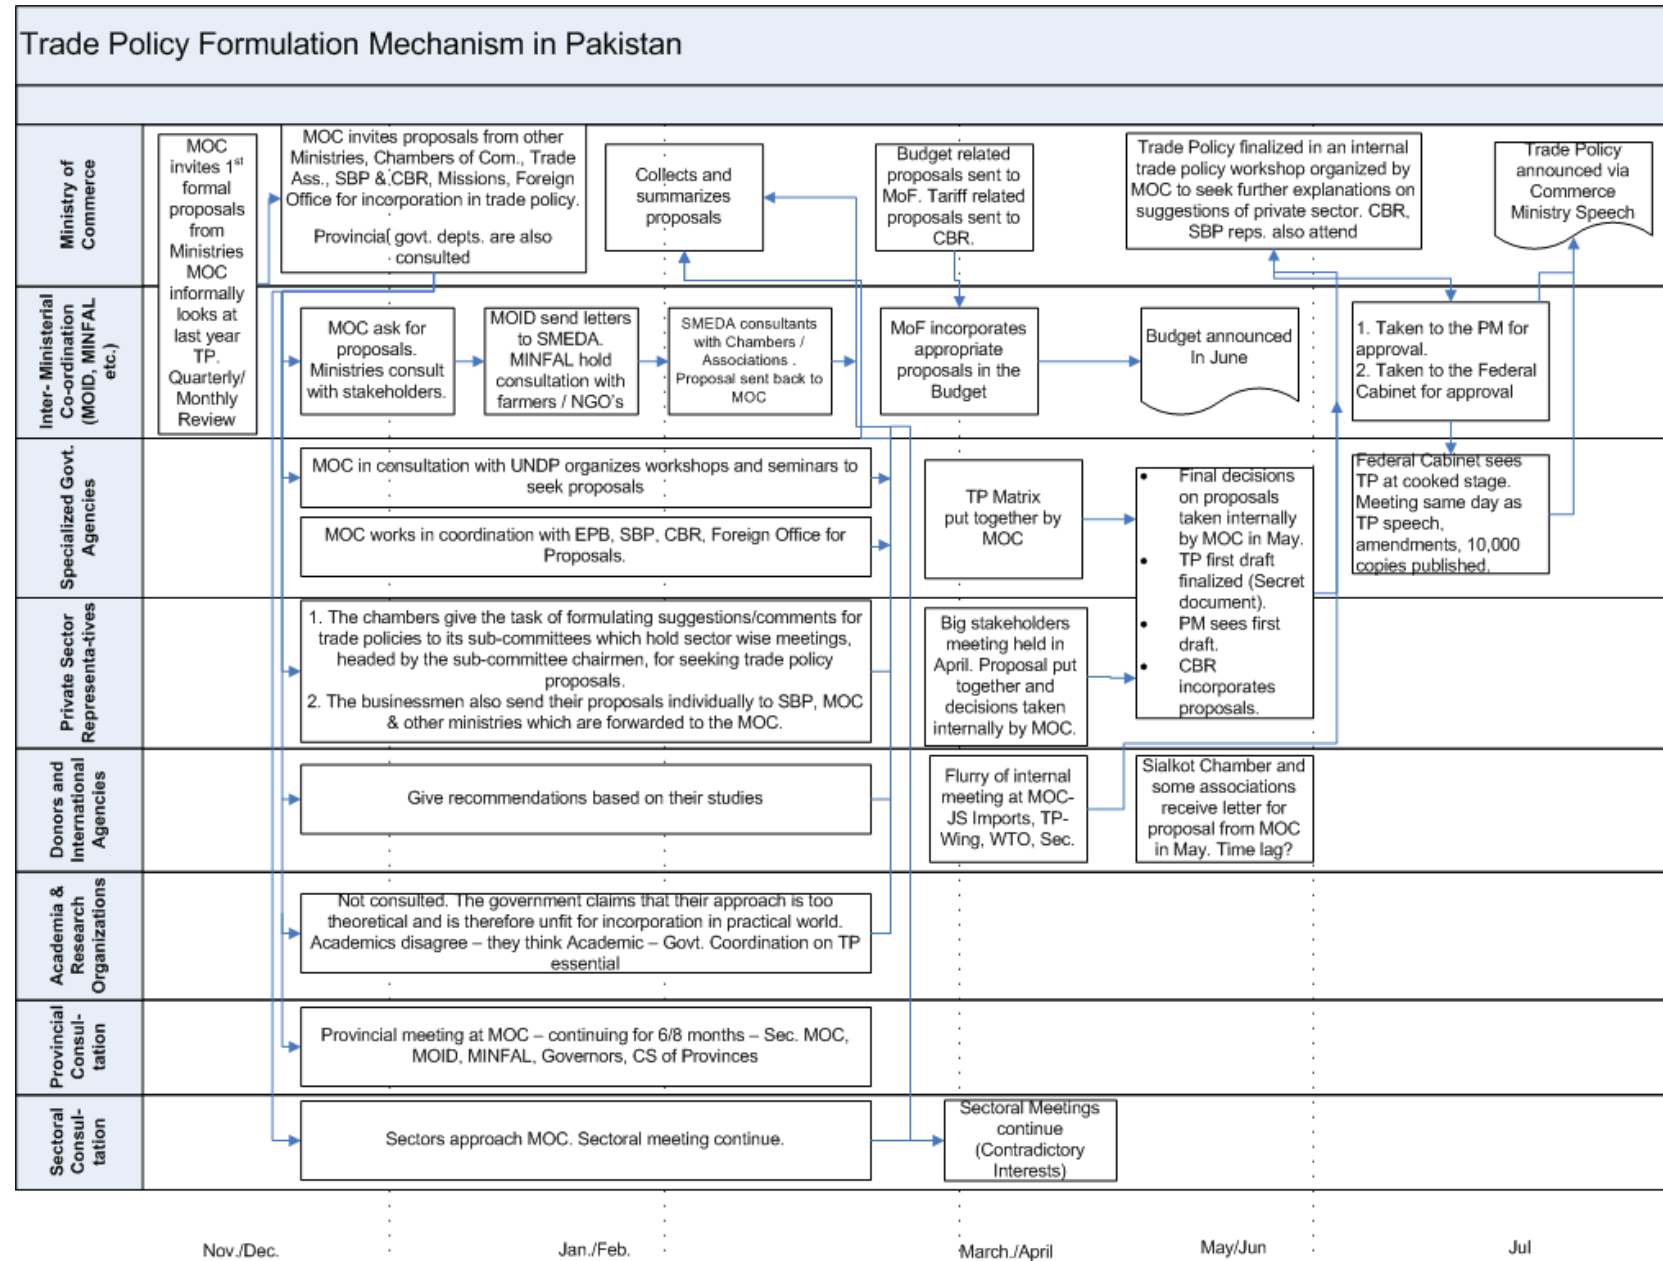 Trade Policy Formulation Mechanism in Pakistan
Ministry of
Commerce
MOC
invites 1st
formal
proposals
from
Ministries
MOC
informally
looks at
last year
TP.
Quarterly/
Monthly
Review
MOC invites proposals from other
Ministries, Chambers of Com., Trade
Ass., SBP & CBR, Missions, Foreign
Office for incorporation in trade policy.
Provincial govt. depts. are also
consulted
Collects and
summarizes
proposals
Budget related
proposals sent to
MoF. Tariff related
proposals sent to
CBR.
Trade Policy finalized in an internal
trade policy workshop organized by
MOC to seek further explanations on
suggestions of private sector. CBR,
SBP reps. also attend
Trade Policy
announced via
Commerce
Ministry Speech
Inter- Ministerial
Co-ordination
(MOID, MINFAL
etc.)
MOC ask for
proposals.
Ministries consult
with stakeholders.
MOID send letters
to SMEDA.
MINFAL hold
consultation with
farmers / NGO's
SMEDA consultants
with Chambers /
Associations .
Proposal sent back to
MOC
MoF incorporates
appropriate
proposals in the
Budget
Budget announced
In June
1. Taken to the PM for
approval.
2. Taken to the Federal
Cabinet for approval
Specialized Govt.
Agencies
MOC in consultation with UNDP organizes workshops and seminars to
seek proposals
MOC works in coordination with EPB, SBP, CBR, Foreign Office for
Proposals.
TP Matrix
put together by
MOC
• Final decisions
on proposals
taken internally
by MOC in May.
• TP first draft
finalized (Secret
document).
• PM sees first
draft.
• CBR
incorporates
proposals.
Federal Cabinet sees
TP at cooked stage.
Meeting same day as
TP speech,
amendments, 10,000
copies published.
Private Sector
Representa-tives
1. The chambers give the task of formulating suggestions/comments for
trade policies to its sub-committees which hold sector wise meetings,
headed by the sub-committee chairmen, for seeking trade policy
proposals.
2. The businessmen also send their proposals individually to SBP, MOC
& other ministries which are forwarded to the MOC.
Big stakeholders
meeting held in
April. Proposal put
together and
decisions taken
internally by MOC.
Donors and
International
Agencies
Give recommendations based on their studies
Flurry of internal
meeting at MOC-
JS Imports, TP-
Wing, WTO, Sec.
Sialkot Chamber and
some associations
receive letter for
proposal from MOC
in May. Time lag?
Academia &
Research
Organizations
Not consulted. The government claims that their approach is too
theoretical and is therefore unfit for incorporation in practical world.
Academics disagree – they think Academic – Govt. Coordination on TP
essential
Provincial
Consul-
tation
Provincial meeting at MOC – continuing for 6/8 months – Sec. MOC,
MOID, MINFAL, Governors, CS of Provinces
Sectoral
Consul-
tation
Sectors approach MOC. Sectoral meeting continue.
Sectoral Meetings
continue
(Contradictory
Interests)
Nov./Dec.
Jan./Feb.
March./April
May/Jun
Jul